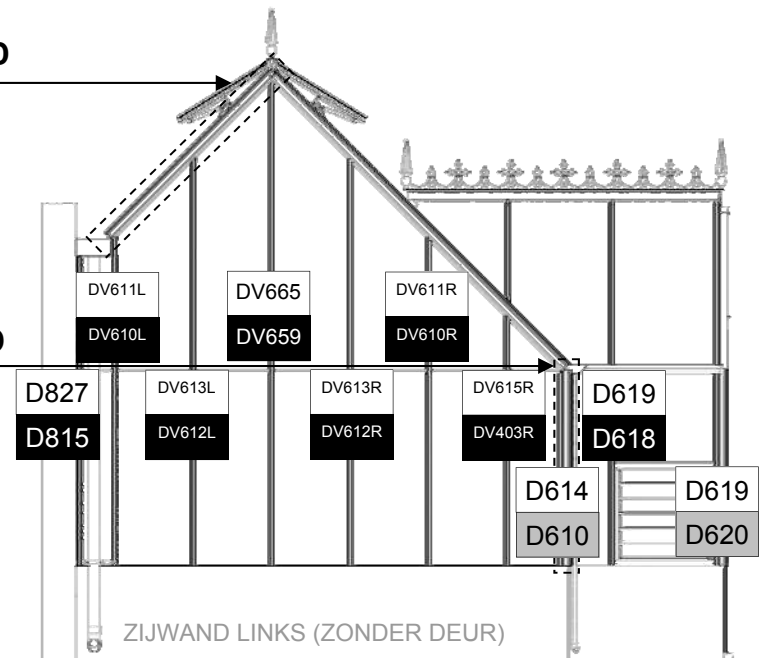 DV611L
DV610L
DV665
DV659
DV611R
DV610R
D827
D815
DV613L
DV612L
DV613R
DV612R
DV615R
DV403R
D619
D618
D614
D610
D619
D620
ZIJWAND LINKS (ZONDER DEUR)